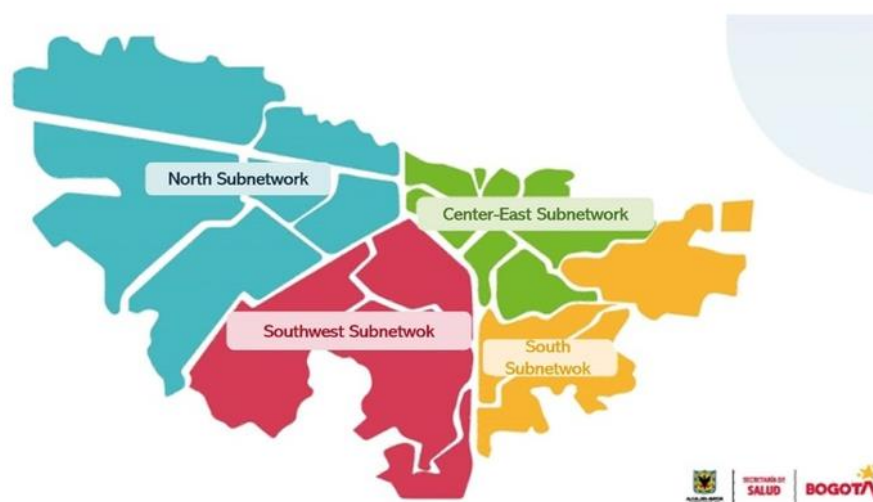 North Subnetwork
Center-East Subnetwork
Southwest Subnetwok
South
Subnetwok
SECRETARÍA DE
SALUD
BOGOTÁ